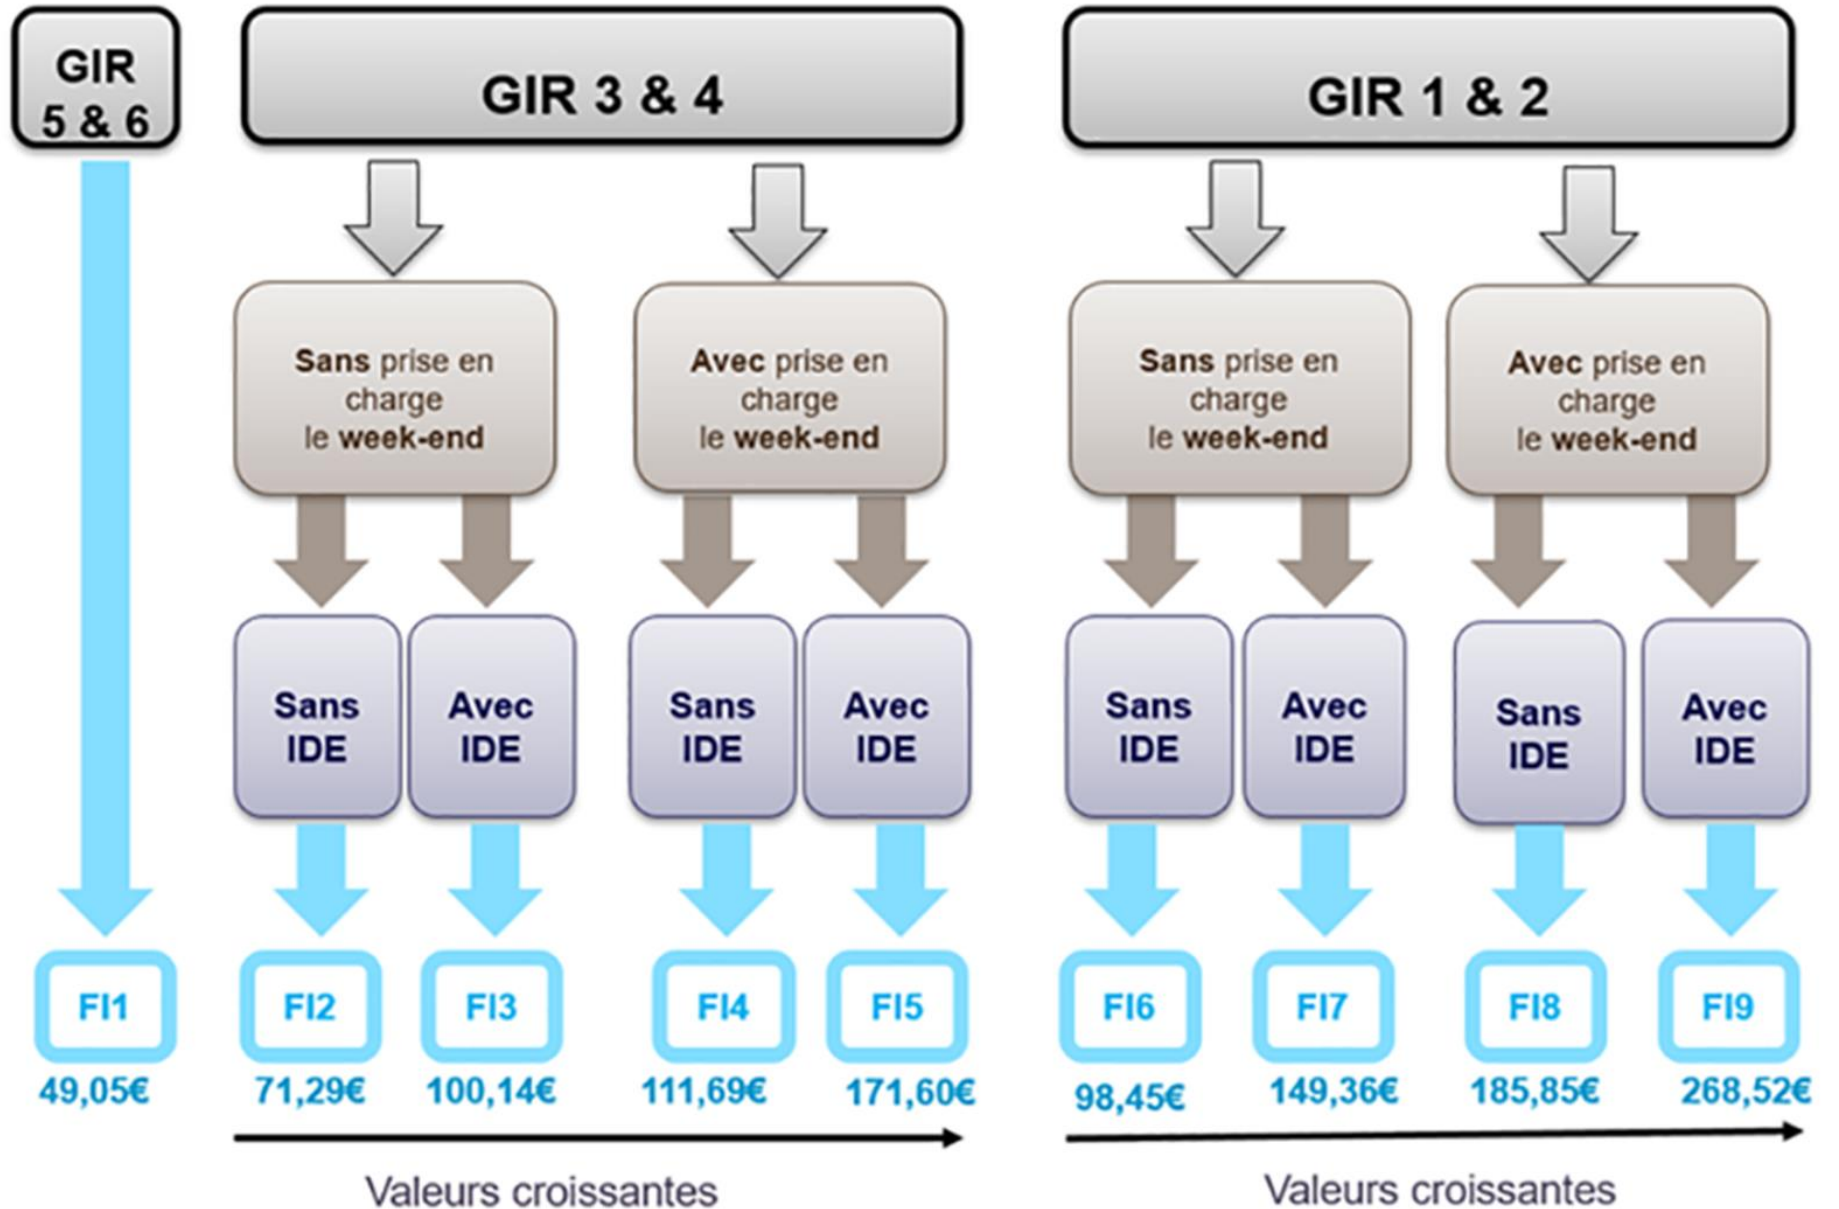 GIR
5 & 6
GIR 3 & 4
GIR 1 & 2
Sans prise en
charge
le week-end
Avec prise en
charge
le week-end
Sans prise en
charge
le week-end
Avec prise en
charge
le week-end
Sans
IDE
Avec
IDE
Sans
IDE
Avec
IDE
Sans
IDE
Avec
IDE
Sans
IDE
Avec
IDE
FI1
FI2
FI3
FI4
FI5
FI6
FI7
FI8
FI9
49,05€
71,29€
100,14€
111,69€
171,60€
98,45€
149,36€
185,85€
268,52€
Valeurs croissantes
Valeurs croissantes